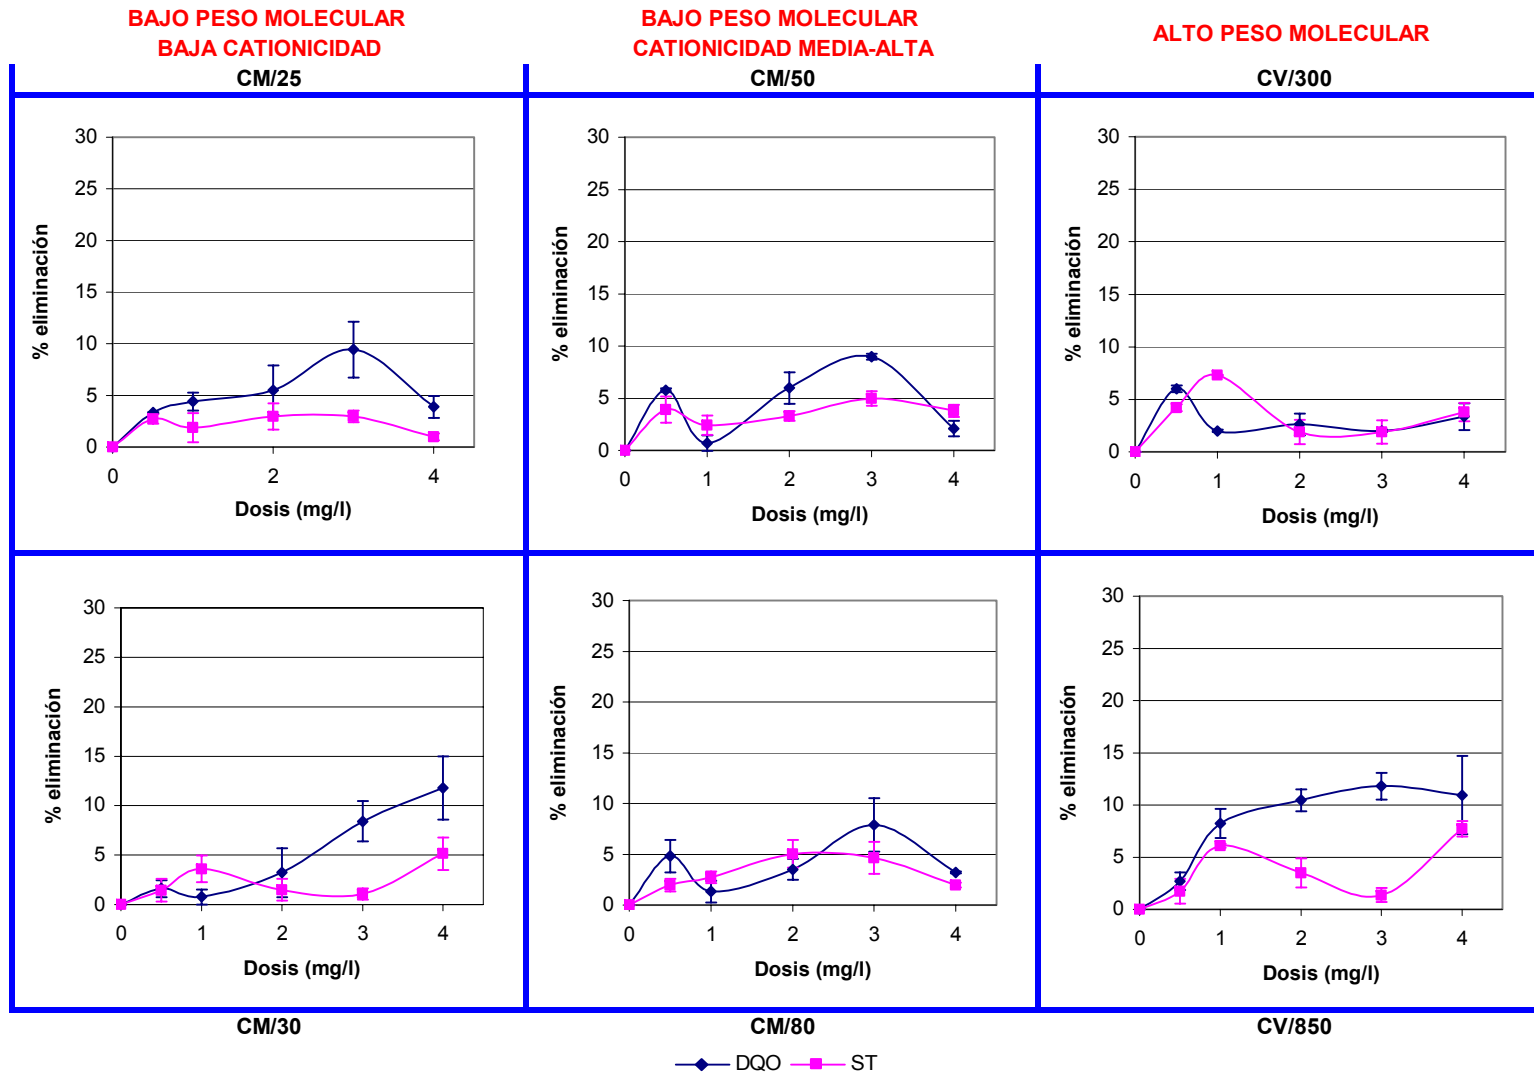 BAJO PESO MOLECULAR
BAJA CATIONICIDAD
BAJO PESO MOLECULAR
CATIONICIDAD MEDIA-ALTA
ALTO PESO MOLECULAR
CM/25
CM/50
CV/300
30
25
20
15
10
5
0
% eliminación
0
2
4
Dosis (mg/l)
30
25
20
15
10
5
0
% eliminación
0
1
2
3
4
Dosis (mg/l)
30
25
20
15
10
5
0
% eliminación
0
1
2
3
4
Dosis (mg/l)
30
25
20
15
10
5
0
% eliminación
0
1
2
3
4
Dosis (mg/l)
30
25
20
15
10
5
0
% eliminación
0
1
2
3
4
Dosis (mg/l)
30
25
20
15
10
5
0
% eliminación
0
1
2
3
4
Dosis (mg/l)
CM/30
CM/80
CV/850
DQO
ST